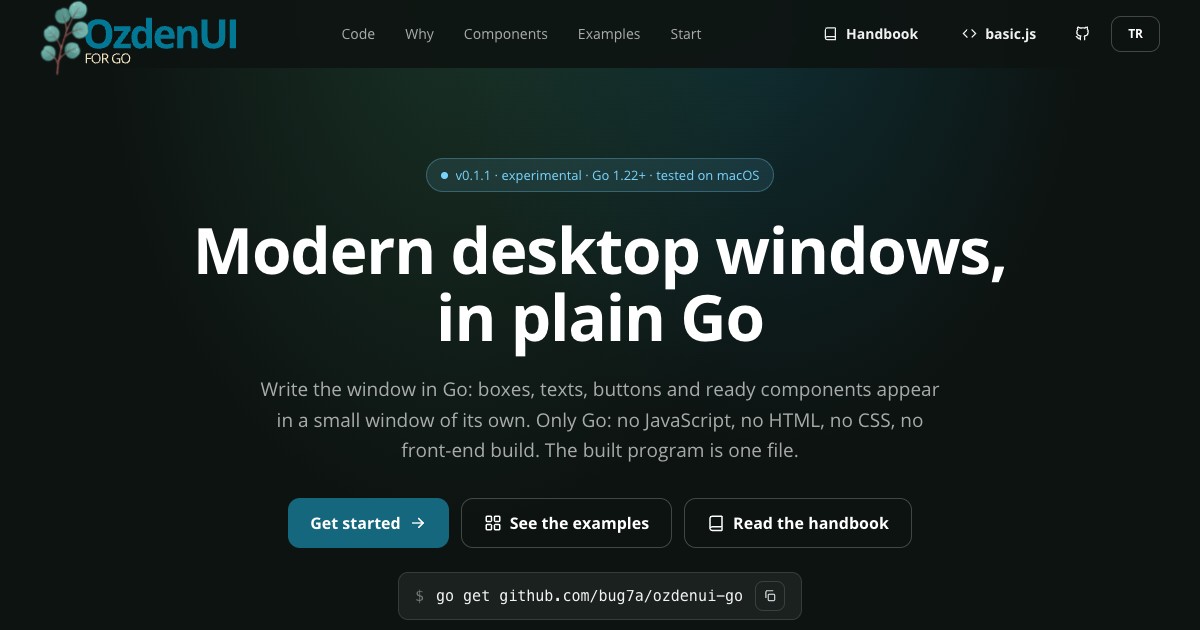 OzdenUI
FOR GO
Code Why Components Examples Start Handbook <> basic.js TR
v0.1.1 · experimental · Go 1.22+ · tested on macOS
Modern desktop windows,
in plain Go
Write the window in Go: boxes, texts, buttons and ready components appear
in a small window of its own. Only Go: no JavaScript, no HTML, no CSS, no
front-end build. The built program is one file.
Get started → See the examples Read the handbook
$ go get github.com/bug7a/ozdenui-go